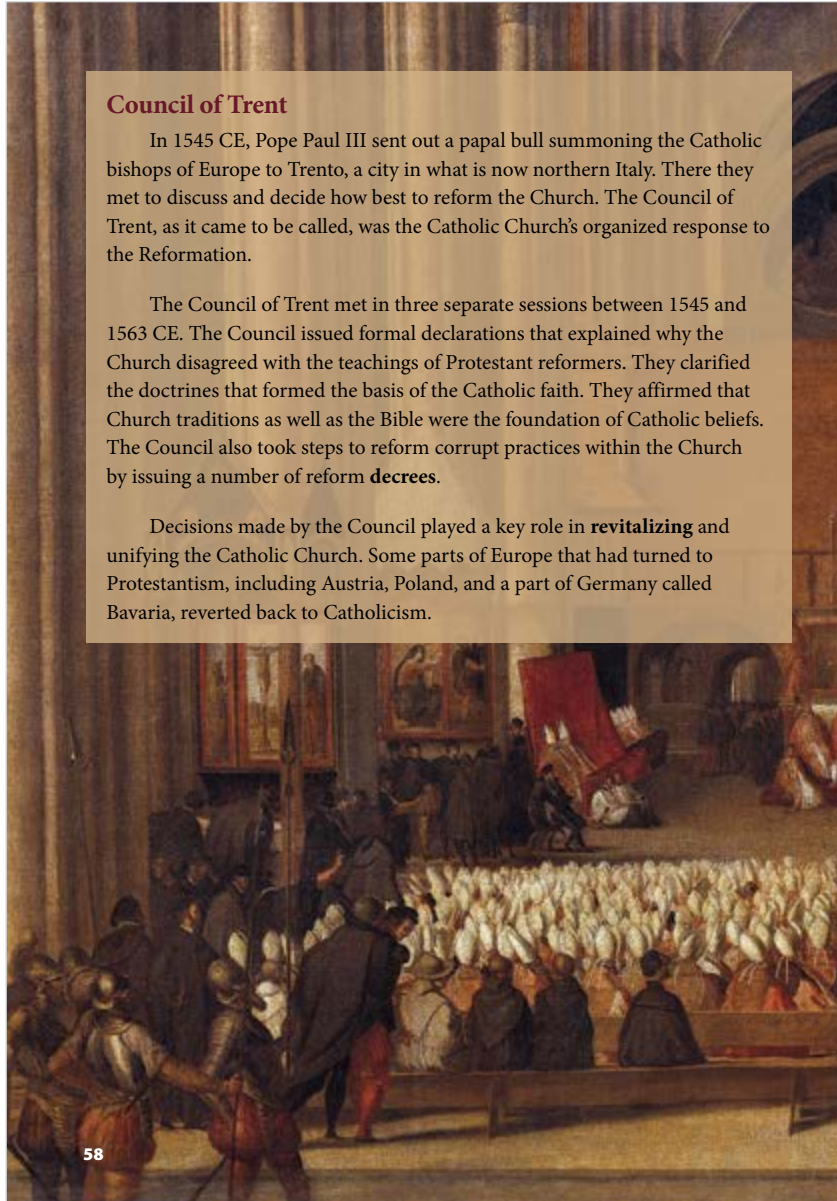 Council of Trent
In 1545 CE, Pope Paul III sent out a papal bull summoning the Catholic
bishops of Europe to Trento, a city in what is now northern Italy. There they
met to discuss and decide how best to reform the Church. The Council of
Trent, as it came to be called, was the Catholic Church’s organized response to
the Reformation.
The Council of Trent met in three separate sessions between 1545 and
1563 CE. The Council issued formal declarations that explained why the
Church disagreed with the teachings of Protestant reformers. They clarified
the doctrines that formed the basis of the Catholic faith. They affirmed that
Church traditions as well as the Bible were the foundation of Catholic beliefs.
The Council also took steps to reform corrupt practices within the Church
by issuing a number of reform decrees.
Decisions made by the Council played a key role in revitalizing and
unifying the Catholic Church. Some parts of Europe that had turned to
Protestantism, including Austria, Poland, and a part of Germany called
Bavaria, reverted back to Catholicism.
58